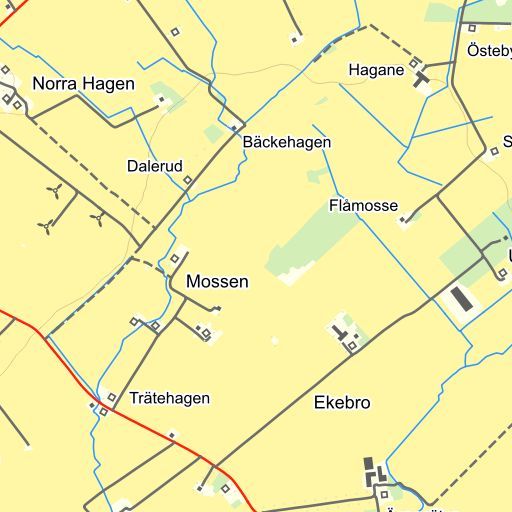 Östeby
Hagane
Norra Hagen
Bäckehagen
S
Dalerud
Flåmosse
U
Mossen
Trätehagen
Ekebro